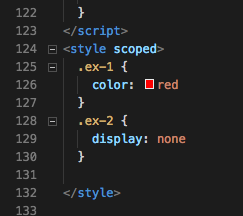 122 }
123 </script>
124 <style scoped>
125 .ex-1 {
126 color: red
127 }
128 .ex-2 {
129 display: none
130 }
131
132 </style>
133